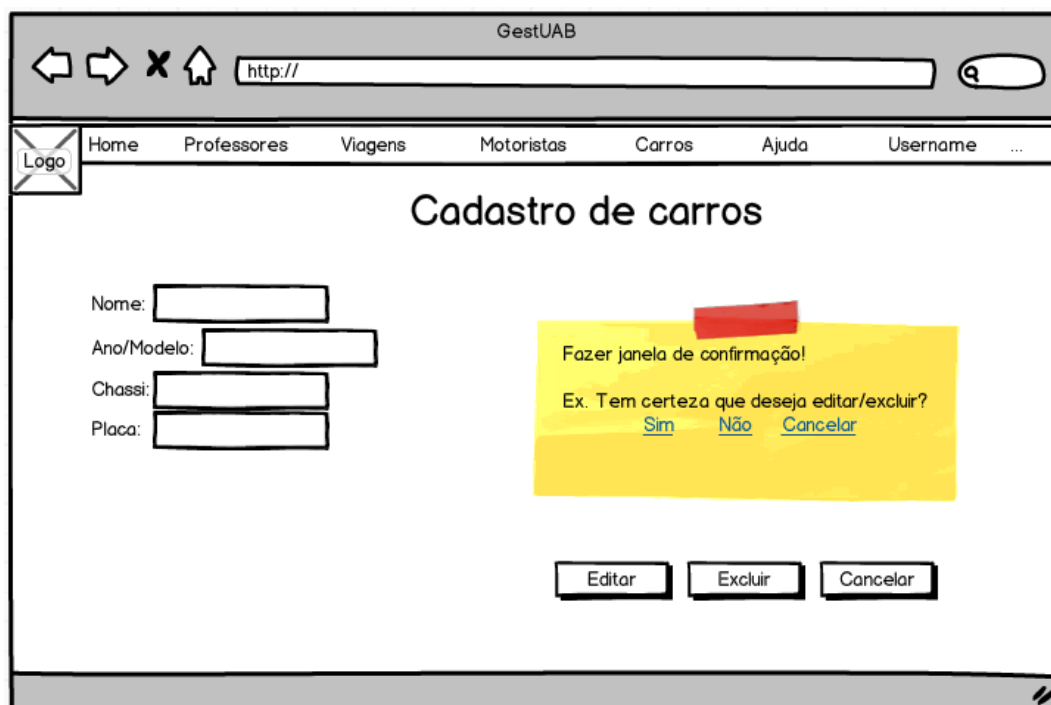 GestUAB
http://
Logo
Home Professores Viagens Motoristas Carros Ajuda Username ...
Cadastro de carros
Nome:
Ano/Modelo:
Chassi:
Placa:
Fazer janela de confirmação!
Ex. Tem certeza que deseja editar/excluir?
Sim Não Cancelar
Editar Excluir Cancelar